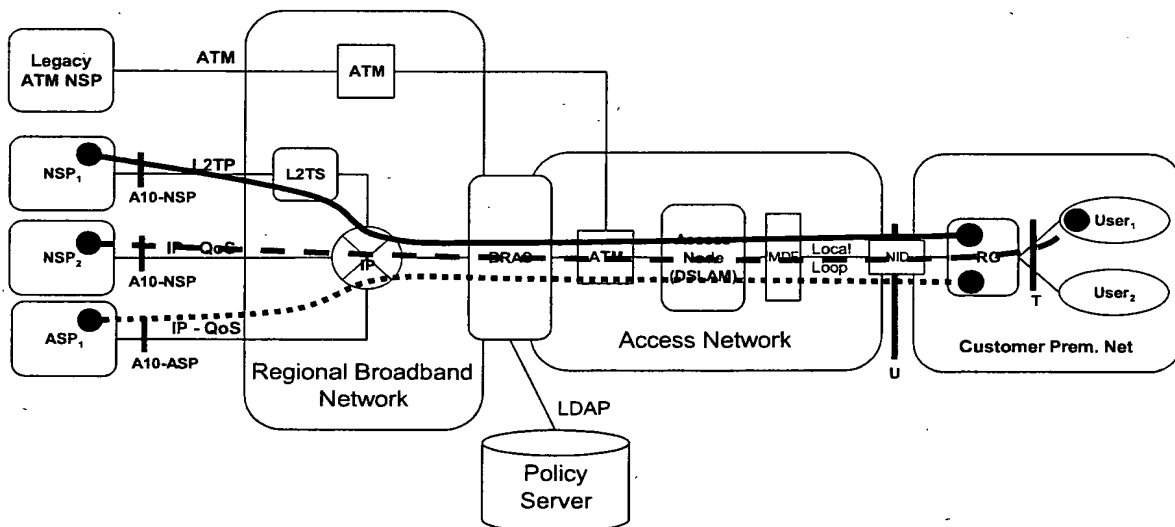 Legacy
ATM NSP
ATM
ATM
NSP₁
L2TP
L2TS
A10-NSP
NSP₂
IP - QoS
IP
A10-NSP
ASP₁
IP - QoS
A10-ASP
Regional Broadband
Network
BRAS
ATM
Access
Node
(DSLAM)
MDF
Local
Loop
NID
Access Network
U
RG
T
User₁
User₂
Customer Prem. Net
LDAP
Policy
Server